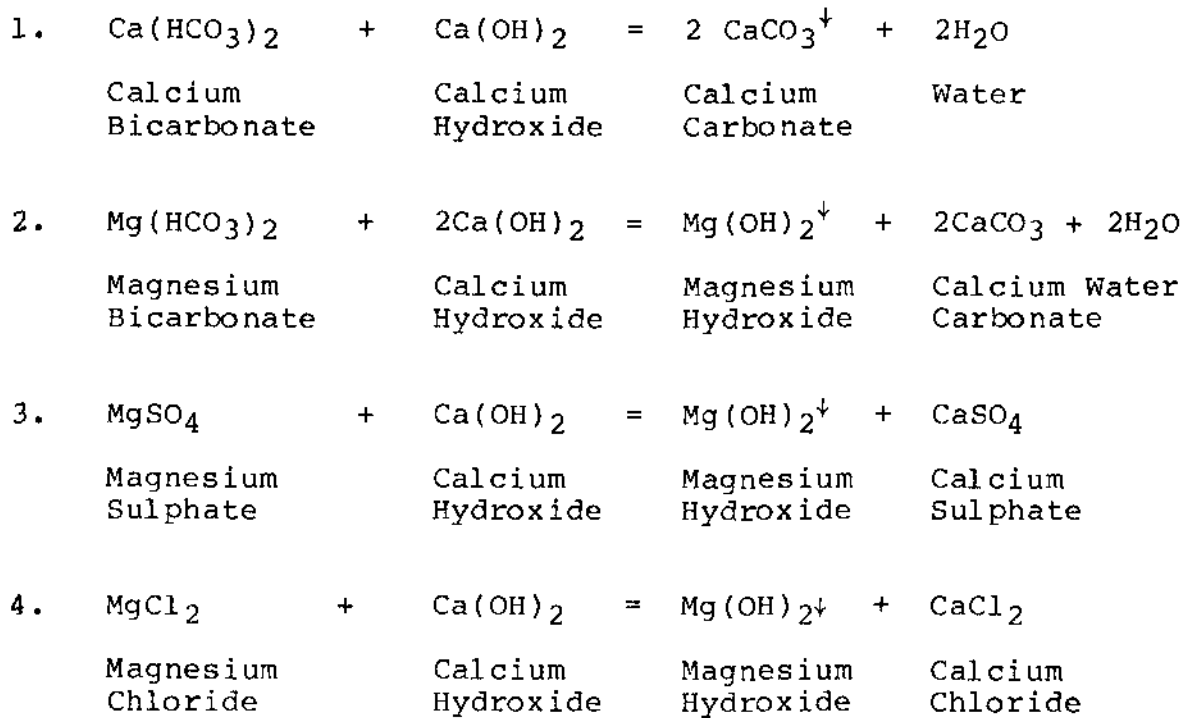 1. Ca(HCO3)2 + Ca(OH)2 = 2 CaCO3↓ + 2H2O
Calcium Calcium Calcium Water
Bicarbonate Hydroxide Carbonate
2. Mg(HCO3)2 + 2Ca(OH)2 = Mg(OH)2↓ + 2CaCO3 + 2H2O
Magnesium Calcium Magnesium Calcium Water
Bicarbonate Hydroxide Hydroxide Carbonate
3. MgSO4 + Ca(OH)2 = Mg(OH)2↓ + CaSO4
Magnesium Calcium Magnesium Calcium
Sulphate Hydroxide Hydroxide Sulphate
4. MgCl2 + Ca(OH)2 = Mg(OH)2↓ + CaCl2
Magnesium Calcium Magnesium Calcium
Chloride Hydroxide Hydroxide Chloride